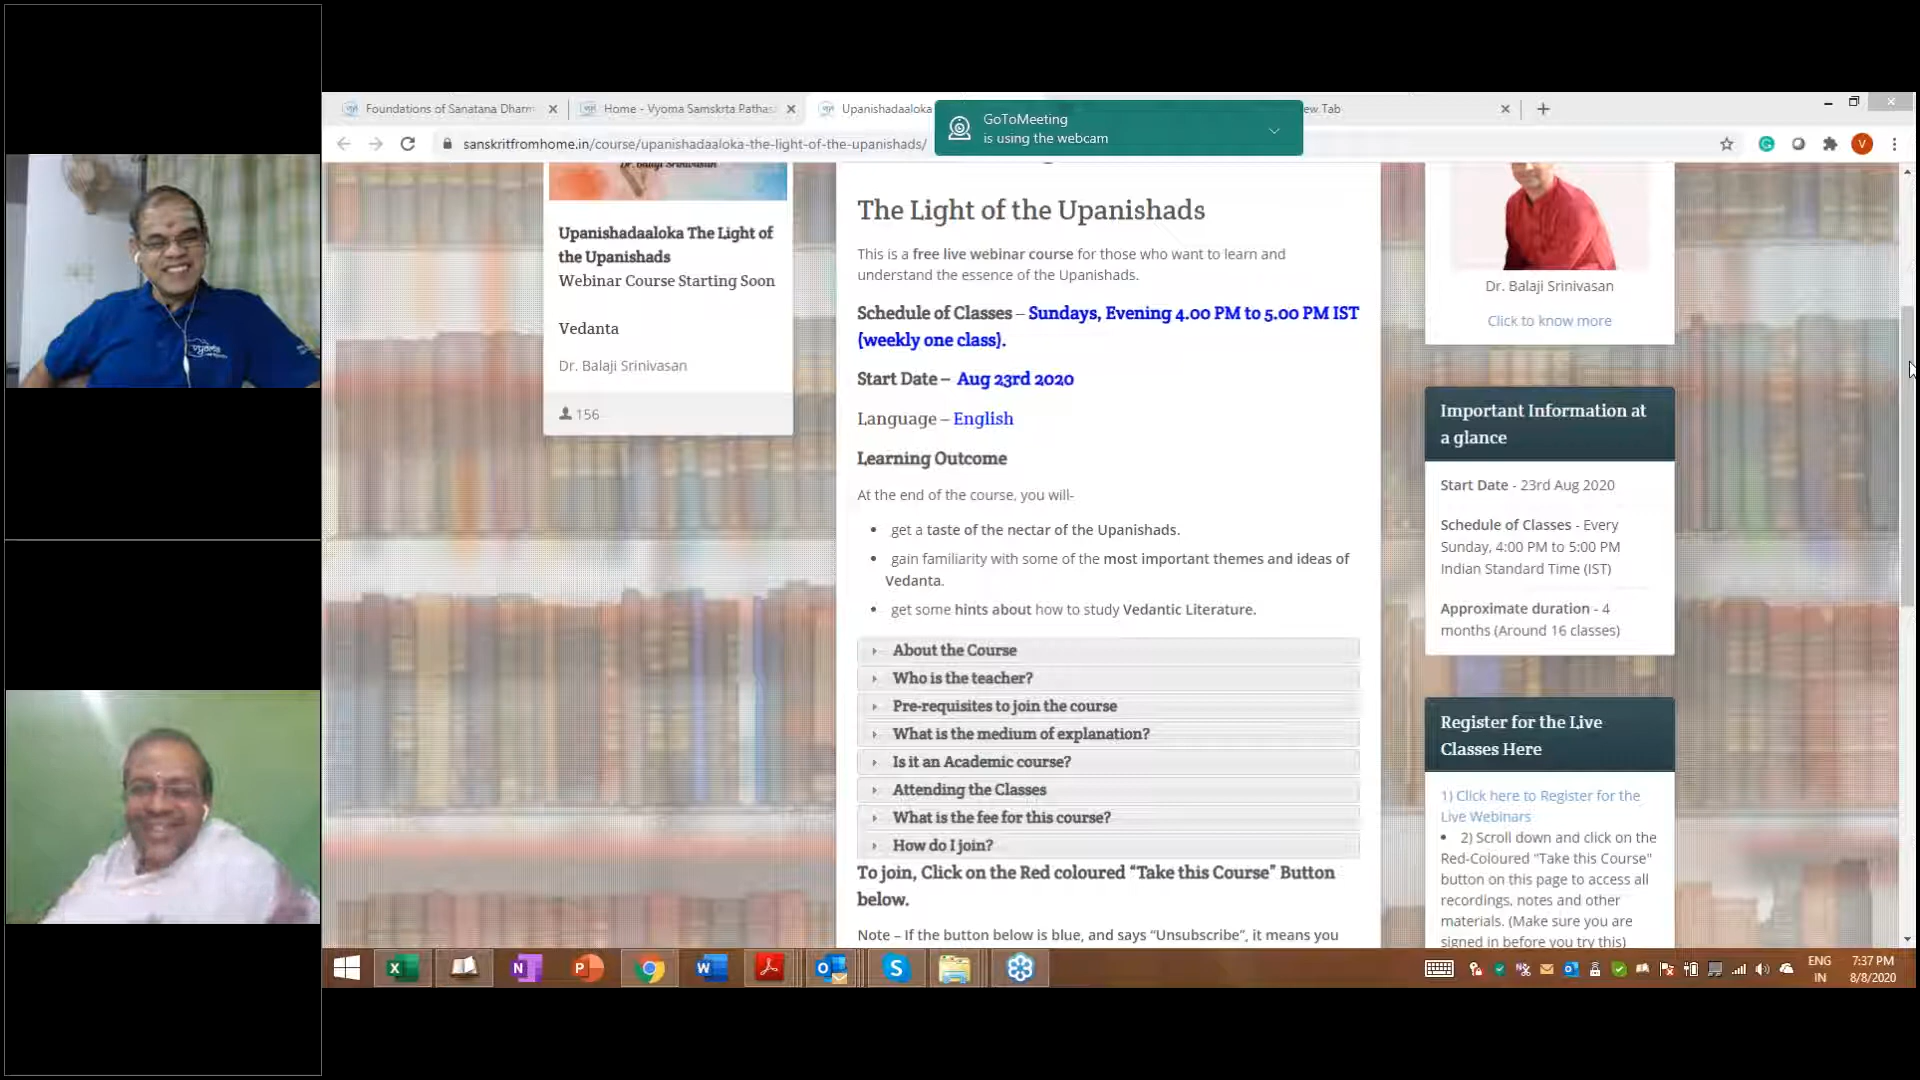 Foundations of Sanatana Dharm
Home - Vyoma Samskrta Pathas
Upanishadaaloka
ew Tab
GoToMeeting
is using the webcam
sanskritfromhome.in/course/upanishadaaloka-the-light-of-the-upanishads/
V
Dr. Balaji Srinivasan
Upanishadaaloka The Light of
the Upanishads
Webinar Course Starting Soon
Vedanta
Dr. Balaji Srinivasan
156
The Light of the Upanishads
This is a free live webinar course for those who want to learn and
understand the essence of the Upanishads.
Schedule of Classes – Sundays, Evening 4.00 PM to 5.00 PM IST
{weekly one class}.
Start Date – Aug 23rd 2020
Language – English
Learning Outcome
At the end of the course, you will-
get a taste of the nectar of the Upanishads.
gain familiarity with some of the most important themes and ideas of
Vedanta.
get some hints about how to study Vedantic Literature.
About the Course
Who is the teacher?
Pre-requisites to join the course
What is the medium of explanation?
Is it an Academic course?
Attending the Classes
What is the fee for this course?
How do I join?
To join, Click on the Red coloured “Take this Course” Button
below.
Note – If the button below is blue, and says “Unsubscribe”, it means you
Dr. Balaji Srinivasan
Click to know more
Important Information at
a glance
Start Date - 23rd Aug 2020
Schedule of Classes - Every
Sunday, 4:00 PM to 5:00 PM
Indian Standard Time (IST)
Approximate duration - 4
months (Around 16 classes)
Register for the Live
Classes Here
1) Click here to Register for the
Live Webinars
2) Scroll down and click on the
Red-Coloured "Take this Course"
button on this page to access all
recordings, notes and other
materials. (Make sure you are
signed in before you try this)
vyoma
ENG
IN
7:37 PM
8/8/2020